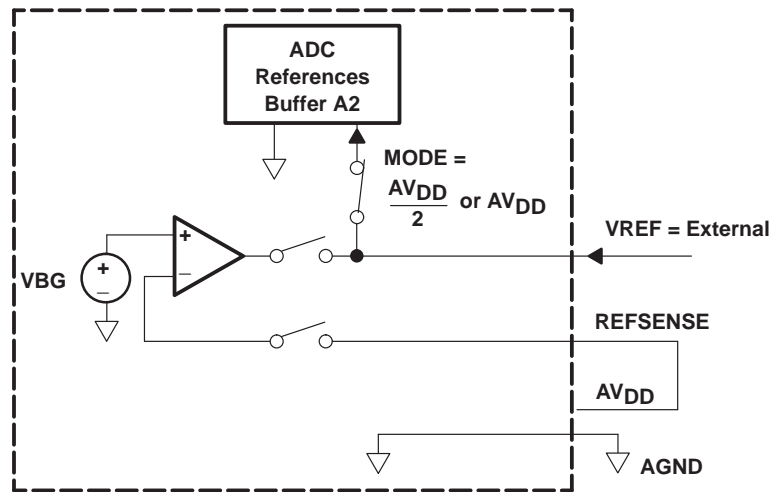 ADC
References
Buffer A2
MODE =
AVDD
2
or AVDD
VREF = External
+
−
VBG
+
−
REFSENSE
AVDD
AGND